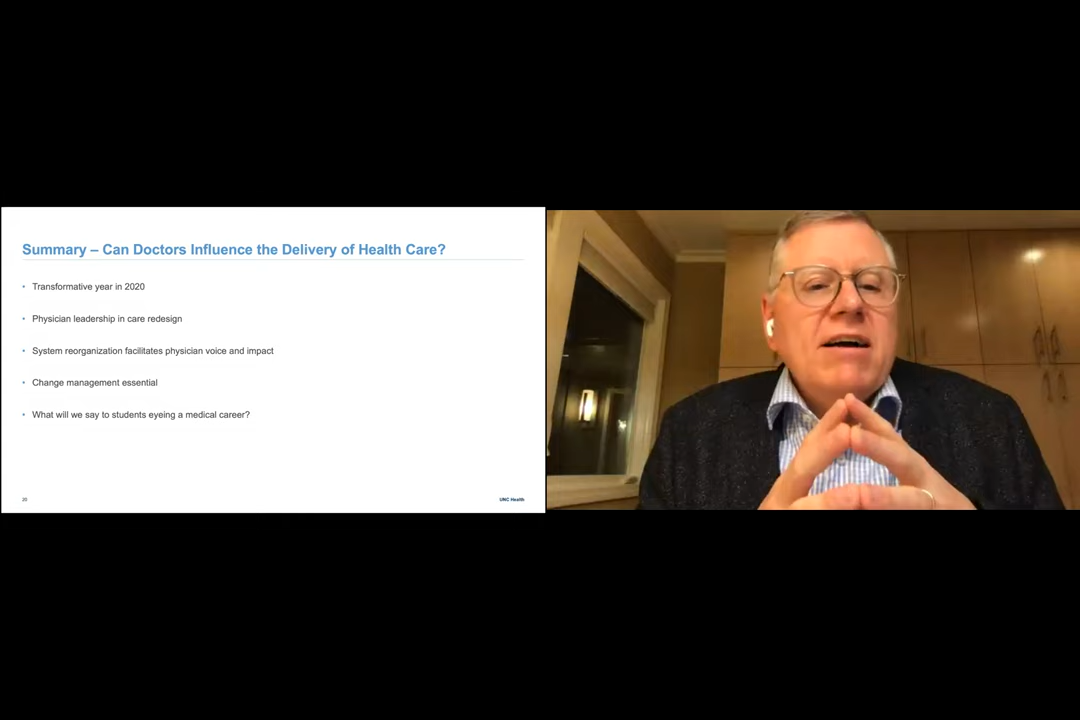 Summary – Can Doctors Influence the Delivery of Health Care?
• Transformative year in 2020
• Physician leadership in care redesign
• System reorganization facilitates physician voice and impact
• Change management essential
• What will we say to students eyeing a medical career?
20
UNC Health